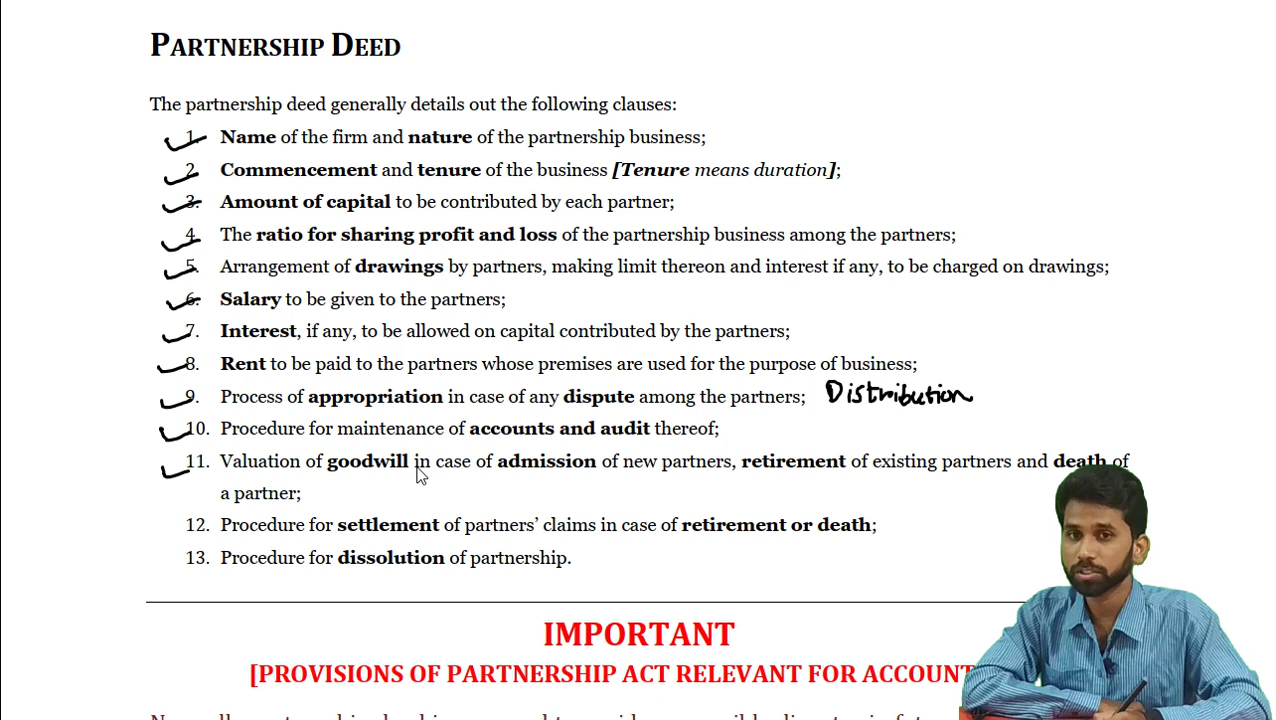 PARTNERSHIP DEED
The partnership deed generally details out the following clauses:
1. Name of the firm and nature of the partnership business;
2. Commencement and tenure of the business [Tenure means duration];
3. Amount of capital to be contributed by each partner;
4. The ratio for sharing profit and loss of the partnership business among the partners;
5. Arrangement of drawings by partners, making limit thereon and interest if any, to be charged on drawings;
6. Salary to be given to the partners;
7. Interest, if any, to be allowed on capital contributed by the partners;
8. Rent to be paid to the partners whose premises are used for the purpose of business;
9. Process of appropriation in case of any dispute among the partners; Distribution
10. Procedure for maintenance of accounts and audit thereof;
11. Valuation of goodwill in case of admission of new partners, retirement of existing partners and death of
a partner;
12. Procedure for settlement of partners' claims in case of retirement or death;
13. Procedure for dissolution of partnership.
IMPORTANT
[PROVISIONS OF PARTNERSHIP ACT RELEVANT FOR ACCOUNT